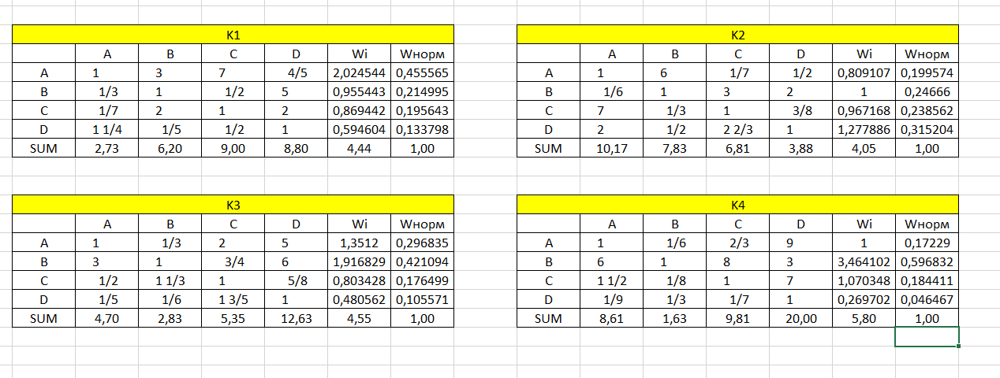 K1
A B C D Wi Wнорм
A 1 3 7 4/5 2,024544 0,455565
B 1/3 1 1/2 5 0,955443 0,214995
C 1/7 2 1 2 0,869442 0,195643
D 1 1/4 1/5 1/2 1 0,594604 0,133798
SUM 2,73 6,20 9,00 8,80 4,44 1,00
K2
A B C D Wi Wнорм
A 1 6 1/7 1/2 0,809107 0,199574
B 1/6 1 3 2 1 0,24666
C 7 1/3 1 3/8 0,967168 0,238562
D 2 1/2 2 2/3 1 1,277886 0,315204
SUM 10,17 7,83 6,81 3,88 4,05 1,00
K3
A B C D Wi Wнорм
A 1 1/3 2 5 1,3512 0,296835
B 3 1 3/4 6 1,916829 0,421094
C 1/2 1 1/3 1 5/8 0,803428 0,176499
D 1/5 1/6 1 3/5 1 0,480562 0,105571
SUM 4,70 2,83 5,35 12,63 4,55 1,00
K4
A B C D Wi Wнорм
A 1 1/6 2/3 9 1 0,17229
B 6 1 8 3 3,464102 0,596832
C 1 1/2 1/8 1 7 1,070348 0,184411
D 1/9 1/3 1/7 1 0,269702 0,046467
SUM 8,61 1,63 9,81 20,00 5,80 1,00